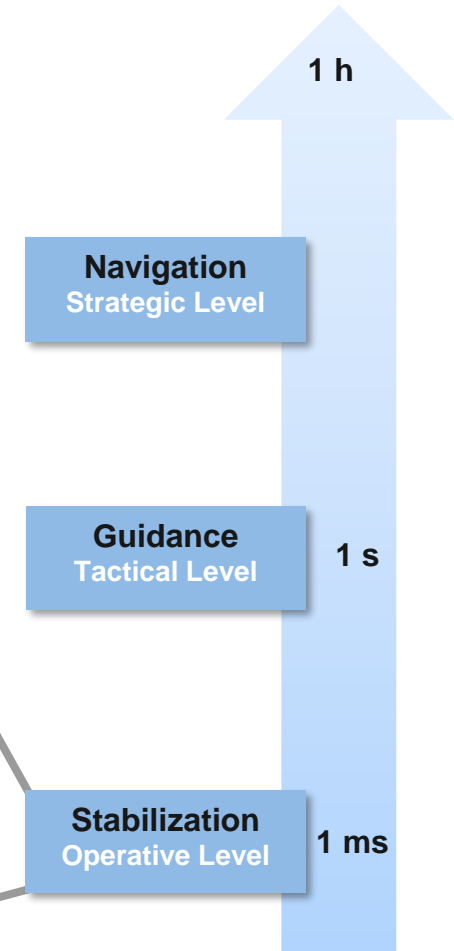 1 h
Navigation
Strategic Level
Guidance
Tactical Level
1 s
Stabilization
Operative Level
1 ms